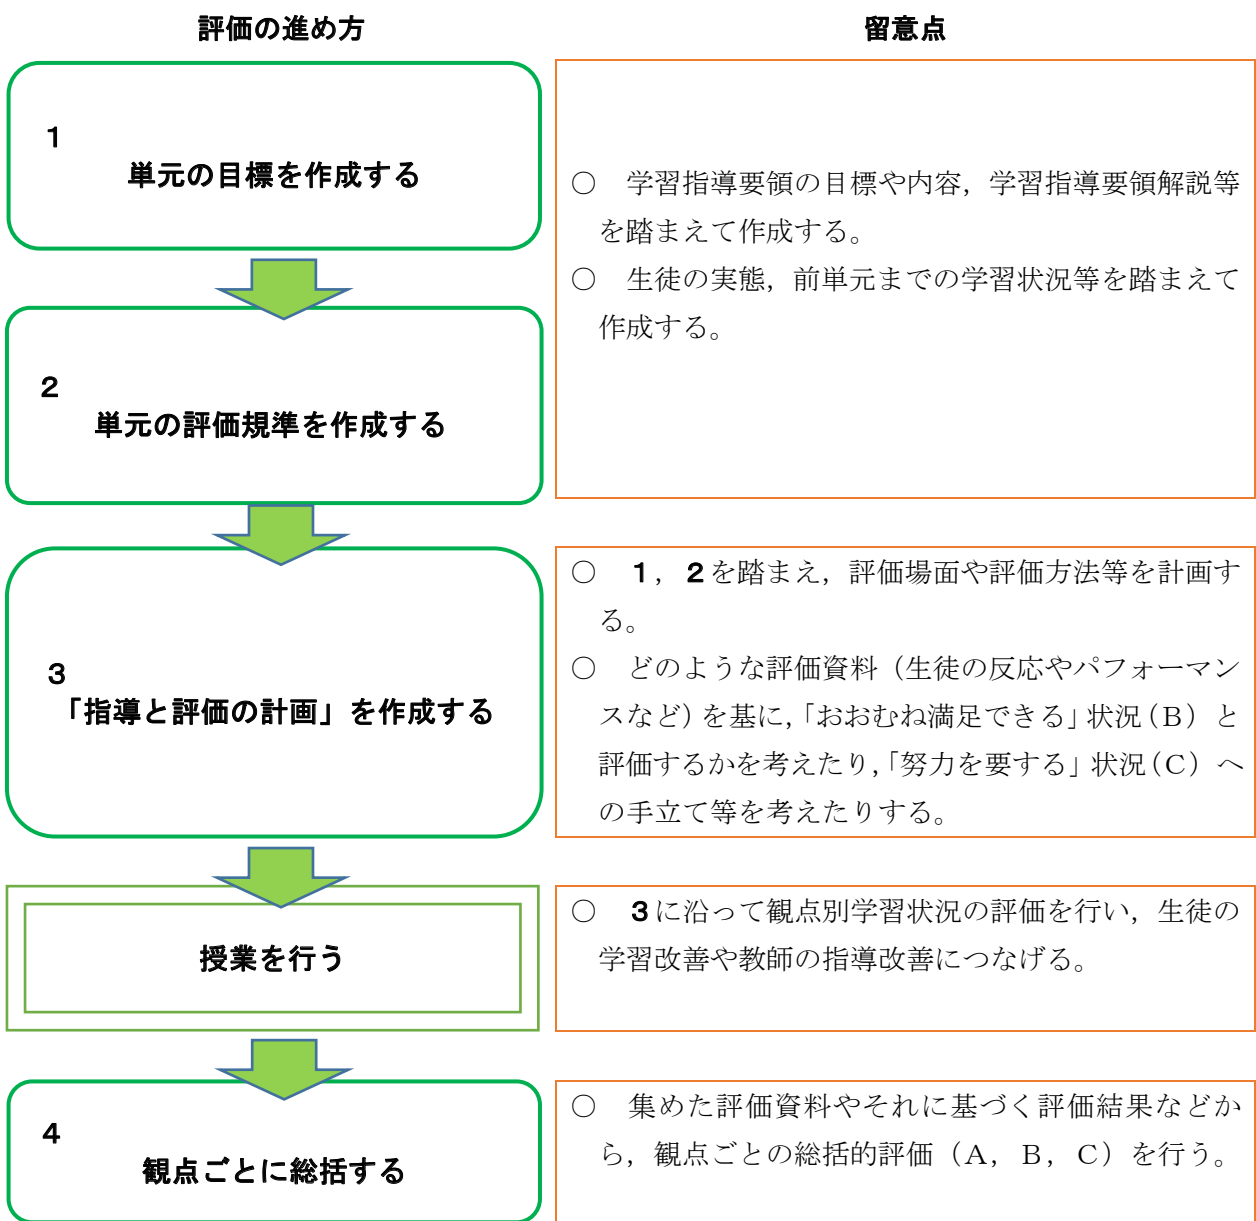 評価の進め方
留意点
1
単元の目標を作成する
○　学習指導要領の目標や内容，学習指導要領解説等
を踏まえて作成する。
○　生徒の実態，前単元までの学習状況等を踏まえて
作成する。
2
単元の評価規準を作成する
3
「指導と評価の計画」を作成する
○　1，2を踏まえ，評価場面や評価方法等を計画す
る。
○　どのような評価資料（生徒の反応やパフォーマン
スなど）を基に，「おおむね満足できる」状況（B）と
評価するかを考えたり，「努力を要する」状況（C）へ
の手立て等を考えたりする。
授業を行う
○　3に沿って観点別学習状況の評価を行い，生徒の
学習改善や教師の指導改善につなげる。
4
観点ごとに総括する
○　集めた評価資料やそれに基づく評価結果などか
ら，観点ごとの総括的評価（A，B，C）を行う。